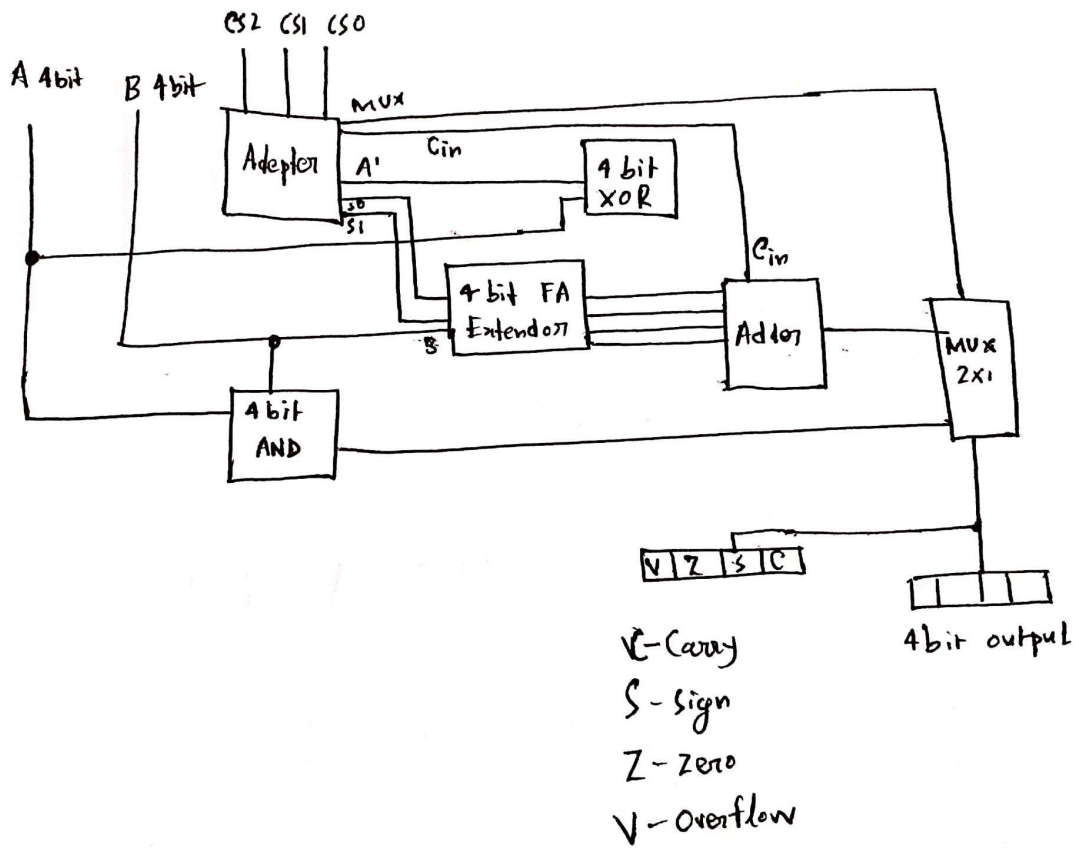 CS2 CS1 CS0
A 4bit
B 4bit
MUX
Adepter
Cin
A'
S0
S1
4 bit
XOR
Cin
4 bit FA
Extendor
B
Adder
MUX
2x1
4 bit
AND
V Z S C
4bit output
C-Carry
S-Sign
Z-Zero
V-Overflow